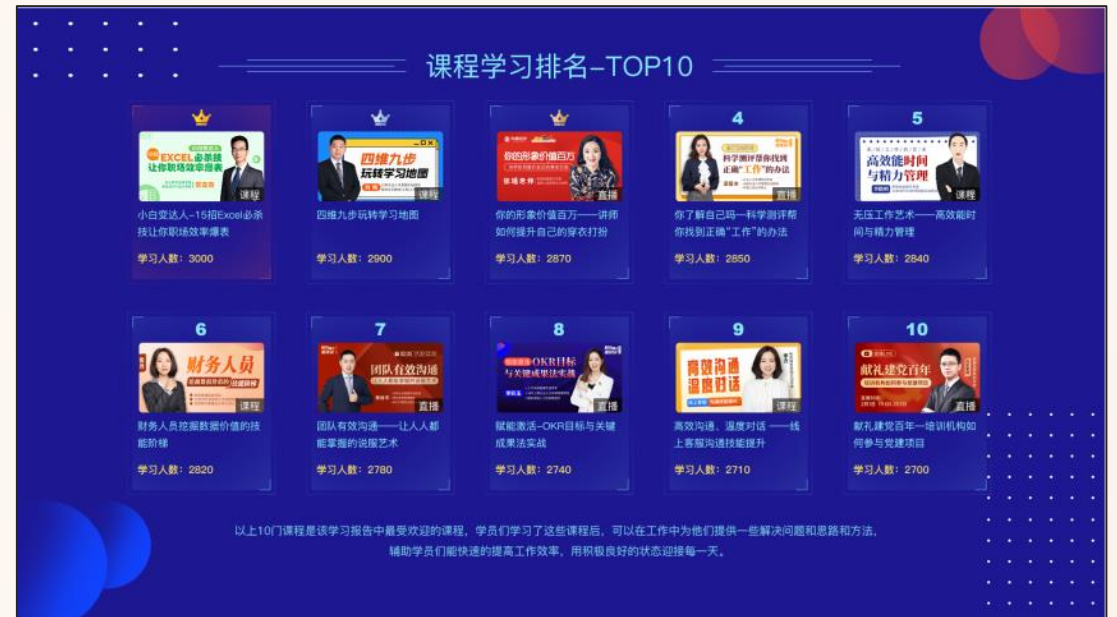 课程学习排名-TOP10
EXCEL必杀技
让你职场效率爆表
课程
小白变达人-15招Excel必杀
技让你职场效率爆表
学习人数：3000
四维九步
玩转学习地图
课程
四维九步玩转学习地图
学习人数：2900
你的形象价值百万
直播
你的形象价值百万——讲师
如何提升自己的穿衣打扮
学习人数：2870
4
科学测评帮你找到
正确“工作”的办法
直播
你了解自己吗—科学测评帮
你找到正确“工作”的办法
学习人数：2850
5
高效能时间
与精力管理
课程
无压工作艺术——高效能时
间与精力管理
学习人数：2840
6
财务人员
课程
财务人员挖掘数据价值的技
能阶梯
学习人数：2820
7
团队有效沟通
直播
团队有效沟通——让人人都
能掌握的说服艺术
学习人数：2780
8
OKR目标
与关键成果法实战
直播
赋能激活-OKR目标与关键
成果法实战
学习人数：2740
9
高效沟通
温度对话
课程
高效沟通、温度对话 ——线
上客服沟通技能提升
学习人数：2710
10
献礼建党百年
培训机构如何参与党建项目
直播
献礼建党百年—培训机构如
何参与党建项目
学习人数：2700
以上10门课程是该学习报告中最受欢迎的课程，学员们学习了这些课程后，可以在工作中为他们提供一些解决问题和思路和方法，
辅助学员们能快速的提高工作效率，用积极良好的状态迎接每一天。